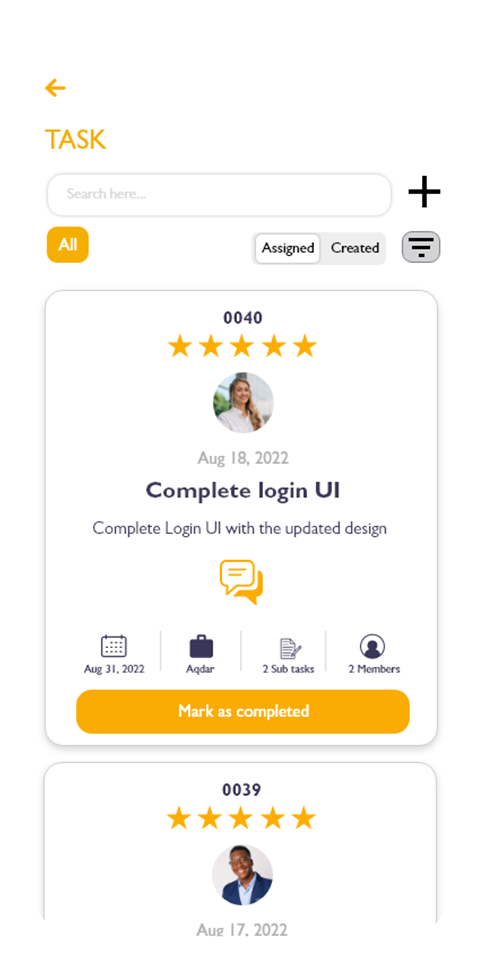 TASK
Search here...
All
Assigned Created
0040
Aug 18, 2022
Complete login UI
Complete Login UI with the updated design
Aug 31, 2022 Aqdar 2 Sub tasks 2 Members
Mark as completed
0039
Aug 17, 2022